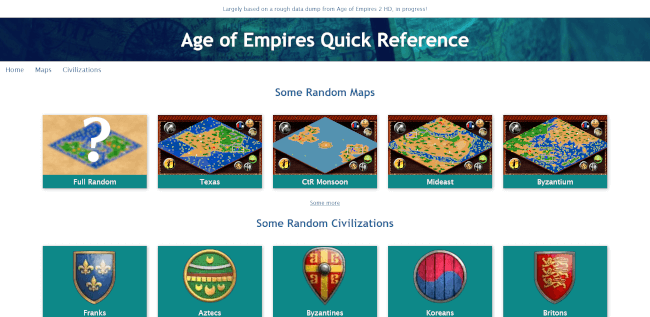 Largely based on a rough data dump from Age of Empires 2 HD, in progress!
Age of Empires Quick Reference
Home Maps Civilizations
Some Random Maps
?
Full Random Texas CtR Monsoon Mideast Byzantium
Some more
Some Random Civilizations
Franks Aztecs Byzantines Koreans Britons